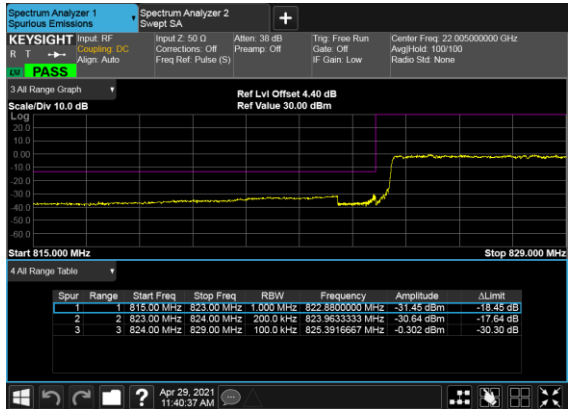 Spectrum Analyzer 1
Spurious Emissions
Spectrum Analyzer 2
Swept SA
KEYSIGHT
R T
Input: RF
Coupling: DC
Align: Auto
Input Z: 50 Ω
Corrections: Off
Freq Ref: Pulse (S)
Atten: 38 dB
Preamp: Off
Trig: Free Run
Gate: Off
IF Gain: Low
Center Freq: 22.005000000 GHz
Avg|Hold: 100/100
Radio Std: None
PASS
3 All Range Graph
Ref Lvl Offset 4.40 dB
Scale/Div 10.0 dB
Ref Value 30.00 dBm
Log
20.0
10.0
0.00
-10.0
-20.0
-30.0
-40.0
-50.0
-60.0
Start 815.000 MHz
Stop 829.000 MHz
4 All Range Table
Spur Range Start Freq Stop Freq RBW Frequency Amplitude ΔLimit
1 1 815.00 MHz 823.00 MHz 1.000 MHz 822.8800000 MHz -31.45 dBm -18.45 dB
2 2 823.00 MHz 824.00 MHz 200.0 kHz 823.9633333 MHz -30.64 dBm -17.64 dB
3 3 824.00 MHz 829.00 MHz 100.0 kHz 825.3916667 MHz -0.302 dBm -30.30 dB
Apr 29, 2021
11:40:37 AM